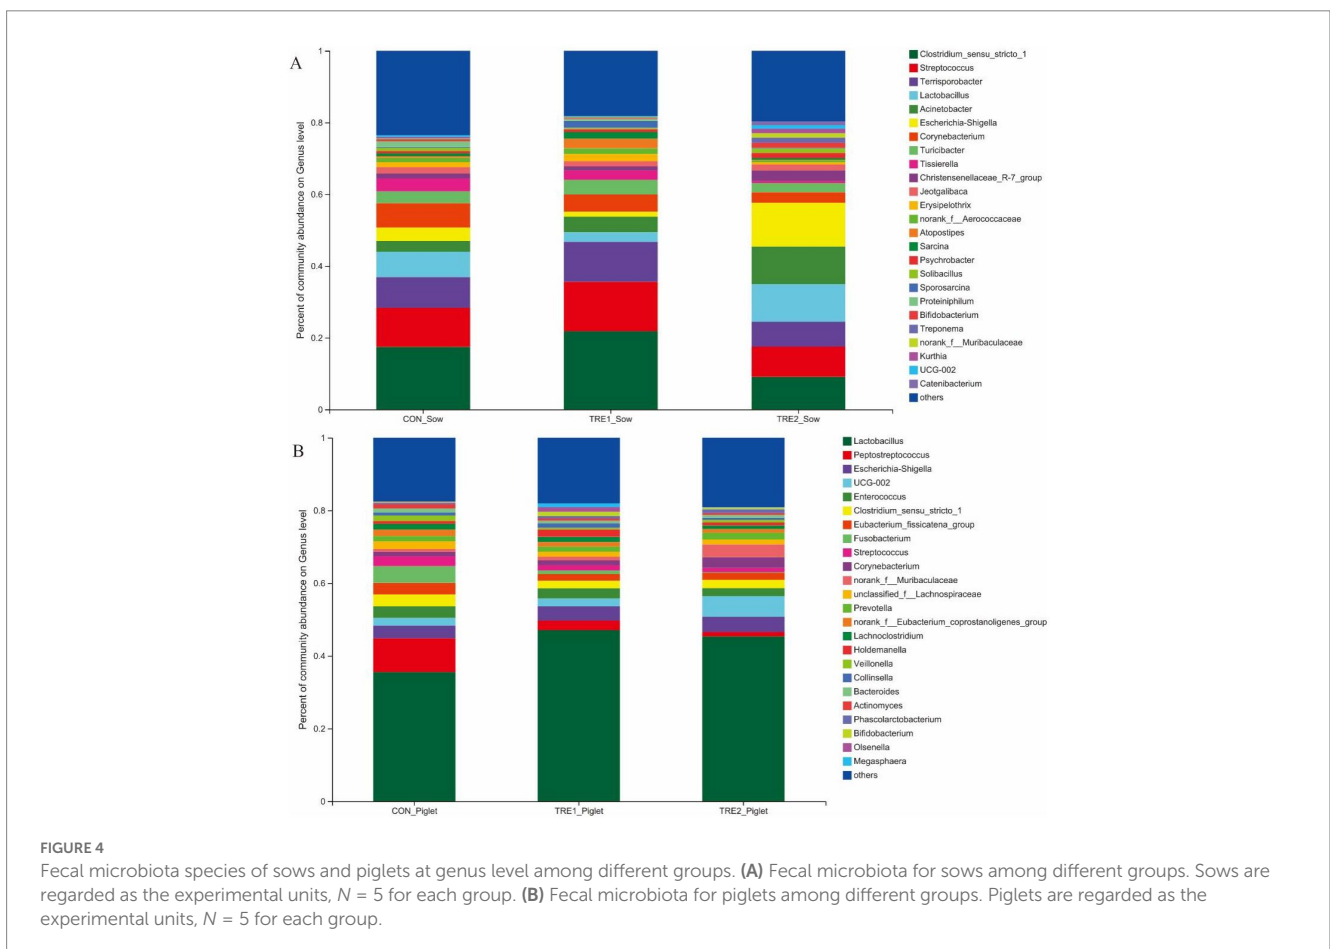 A
Percent of community abundance on Genus level
1
0.8
0.6
0.4
0.2
0
CON_Sow
TRE1_Sow
TRE2_Sow
Clostridium_sensu_stricto_1
Streptococcus
Terrisporobacter
Lactobacillus
Acinetobacter
Escherichia-Shigella
Corynebacterium
Turicibacter
Tissierella
Christensenellaceae_R-7_group
Jeotgalibaca
Erysipelothrix
norank_f__Aerococcaceae
Atopostipes
Sarcina
Psychrobacter
Solibacillus
Sporosarcina
Proteiniphilum
Bifidobacterium
Treponema
norank_f__Muribaculaceae
Kurthia
UCG-002
Catenibacterium
others
B
Percent of community abundance on Genus level
1
0.8
0.6
0.4
0.2
0
CON_Piglet
TRE1_Piglet
TRE2_Piglet
Lactobacillus
Peptostreptococcus
Escherichia-Shigella
UCG-002
Enterococcus
Clostridium_sensu_stricto_1
Eubacterium_fissicatena_group
Fusobacterium
Streptococcus
Corynebacterium
norank_f__Muribaculaceae
unclassified_f__Lachnospiraceae
Prevotella
norank_f__Eubacterium_coprostanoligenes_group
Lachnoclostridium
Holdemanella
Veillonella
Collinsella
Bacteroides
Actinomyces
Phascolarctobacterium
Bifidobacterium
Olsenella
Megasphaera
others
FIGURE 4
Fecal microbiota species of sows and piglets at genus level among different groups. (A) Fecal microbiota for sows among different groups. Sows are
regarded as the experimental units, N = 5 for each group. (B) Fecal microbiota for piglets among different groups. Piglets are regarded as the
experimental units, N = 5 for each group.